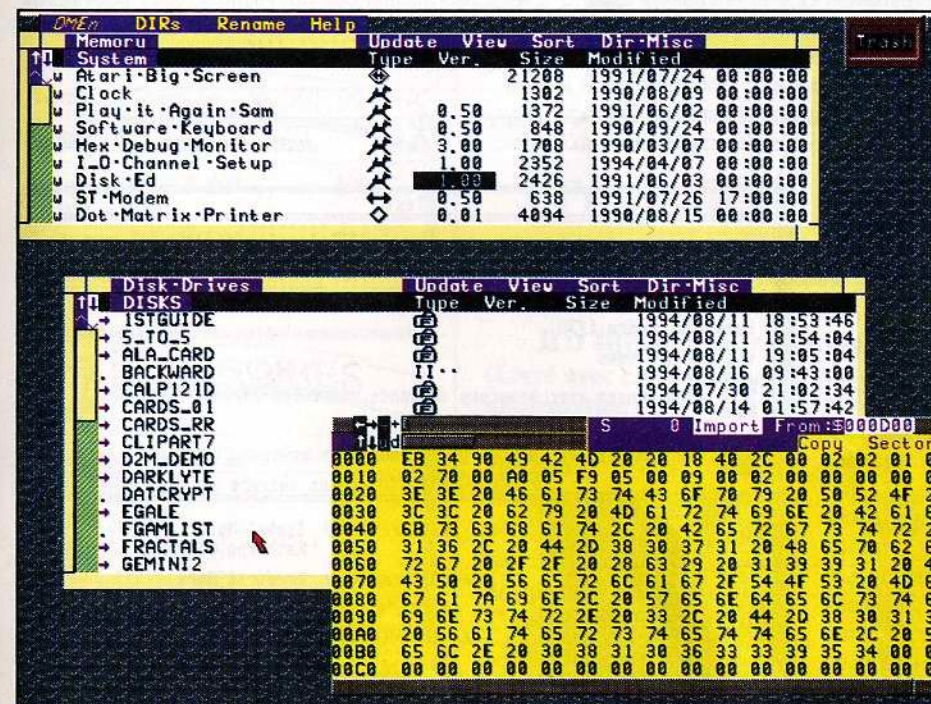 OMEn DIRs Rename Help
Trash
Memory Update View Sort Dir·Misc
System Type Ver. Size Modified
w Atari·Big·Screen 21208 1991/07/24 00:00:00
w Clock 1302 1990/08/09 00:00:00
w Play·it·Again·Sam 0.50 1372 1991/06/02 00:00:00
w Software·Keyboard 0.50 848 1990/09/24 00:00:00
w Hex·Debug·Monitor 3.00 1708 1990/03/07 00:00:00
w I_O·Channel·Setup 1.00 2352 1994/04/07 00:00:00
w Disk·Ed 1.00 2426 1991/06/03 00:00:00
w ST·Modem 0.50 638 1991/07/26 17:00:00
w Dot·Matrix·Printer 0.01 4094 1990/08/15 00:00:00
Disk·Drives Update View Sort Dir·Misc
DISKS Type Ver. Size Modified
1STGUIDE 1994/08/11 18:53:46
5_TO_5 1994/08/11 18:54:04
ALA_CARD 1994/08/11 19:05:04
BACKWARD II·· 1994/08/16 09:43:00
CALP121D 1994/07/30 21:02:34
CARDS_01 1994/08/14 01:57:42
CARDS_RR
CLIPART7
D2M_DEMO
DARKLYTE
DATCRYPT
EGALE
FGAMLIST
FRACTALS
GEMINI2
S 0 Import From:$000D00
Copy Sector
0000 EB 34 90 49 42 4D 20 20 18 40 2C 00 02 02 01
0010 02 70 00 A0 05 F9 05 00 09 00 02 00 00 00 00
0020 3E 3E 20 46 61 73 74 43 6F 70 79 20 50 52 4F
0030 3C 3C 20 62 79 20 4D 61 72 74 69 6E 20 42 61
0040 6B 73 63 68 61 74 2C 20 42 65 72 67 73 74 72
0050 31 36 2C 20 44 2D 38 30 37 31 20 48 65 70 62
0060 72 67 20 2F 2F 20 28 63 29 20 31 39 39 31 20
0070 43 50 20 56 65 72 6C 61 67 2F 54 4F 53 20 4D
0080 67 61 7A 69 6E 2C 20 57 65 6E 64 65 6C 73 74
0090 69 6E 73 74 72 2E 20 33 2C 20 44 2D 38 30 31
00A0 20 56 61 74 65 72 73 74 65 74 74 65 6E 2C 20
00B0 65 6C 2E 20 30 38 31 30 36 33 33 39 35 34 00
00C0 00 00 00 00 00 00 00 00 00 00 00 00 00 00 00